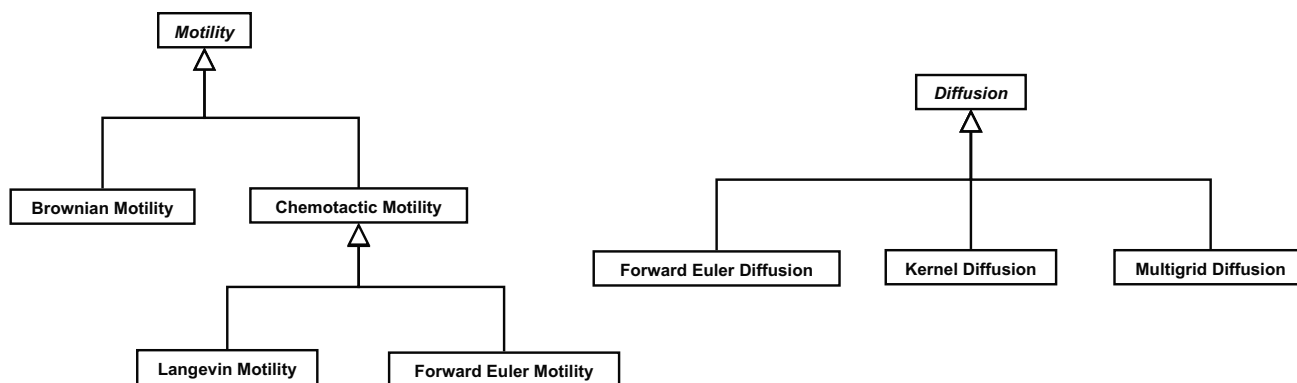 Motility
Brownian Motility
Chemotactic Motility
Langevin Motility
Forward Euler Motility
Diffusion
Forward Euler Diffusion
Kernel Diffusion
Multigrid Diffusion